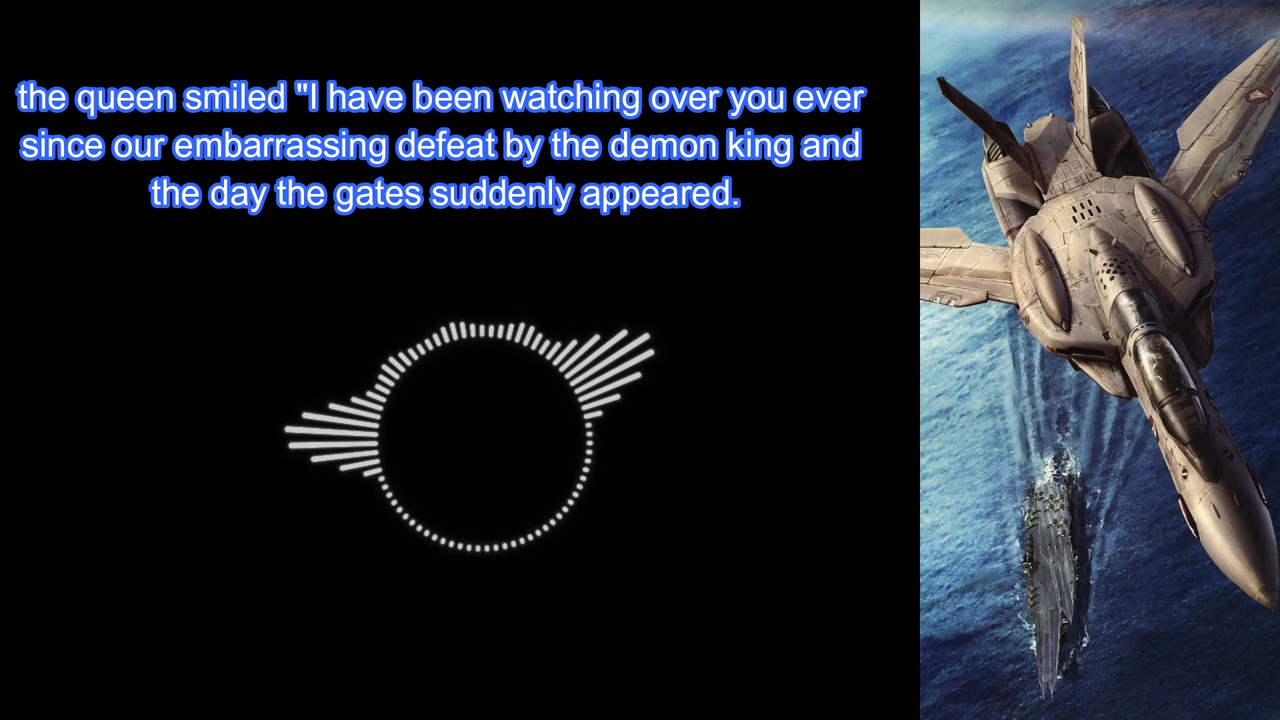 the queen smiled "I have been watching over you ever
since our embarrassing defeat by the demon king and
the day the gates suddenly appeared.